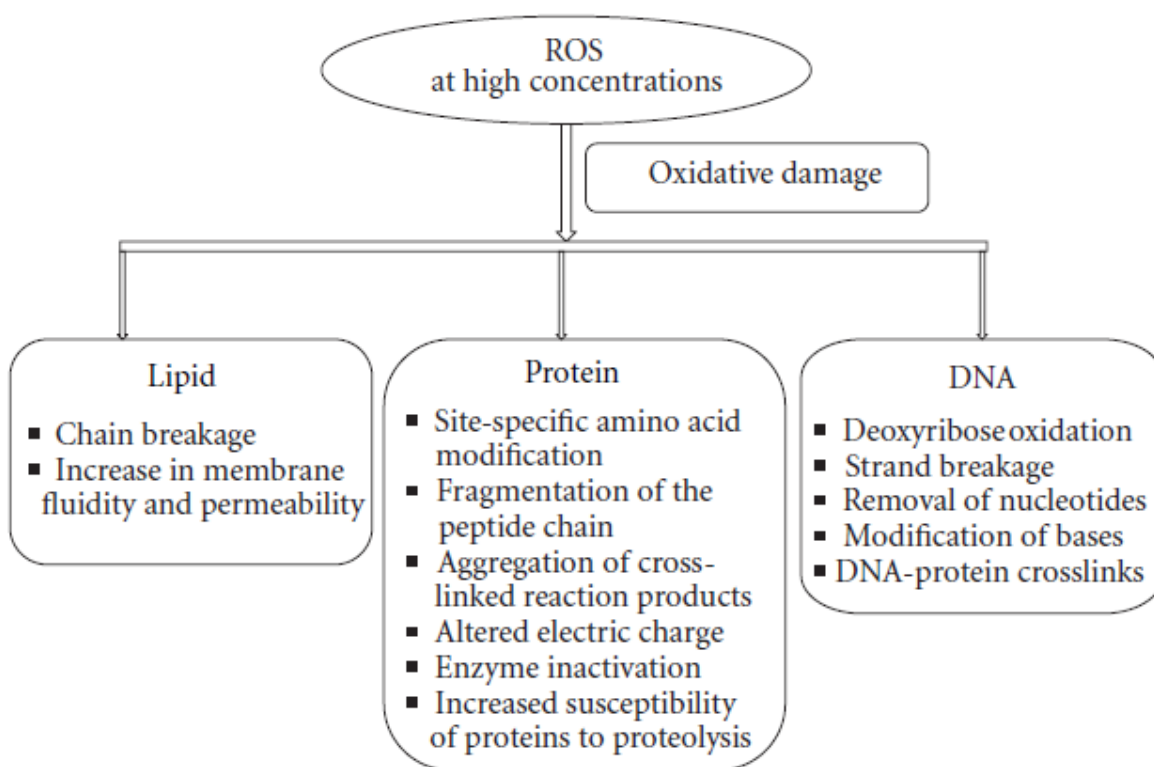 ROS
at high concentrations
Oxidative damage
Lipid
▪ Chain breakage
▪ Increase in membrane
fluidity and permeability
Protein
▪ Site-specific amino acid
modification
▪ Fragmentation of the
peptide chain
▪ Aggregation of cross-
linked reaction products
▪ Altered electric charge
▪ Enzyme inactivation
▪ Increased susceptibility
of proteins to proteolysis
DNA
▪ Deoxyribose oxidation
▪ Strand breakage
▪ Removal of nucleotides
▪ Modification of bases
▪ DNA-protein crosslinks